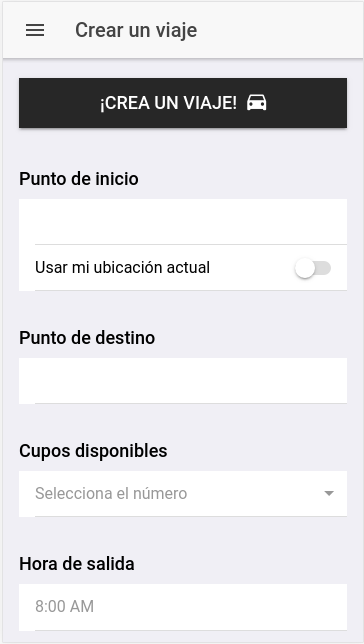 Crear un viaje
¡CREA UN VIAJE!
Punto de inicio
Usar mi ubicación actual
Punto de destino
Cupos disponibles
Selecciona el número
Hora de salida
8:00 AM